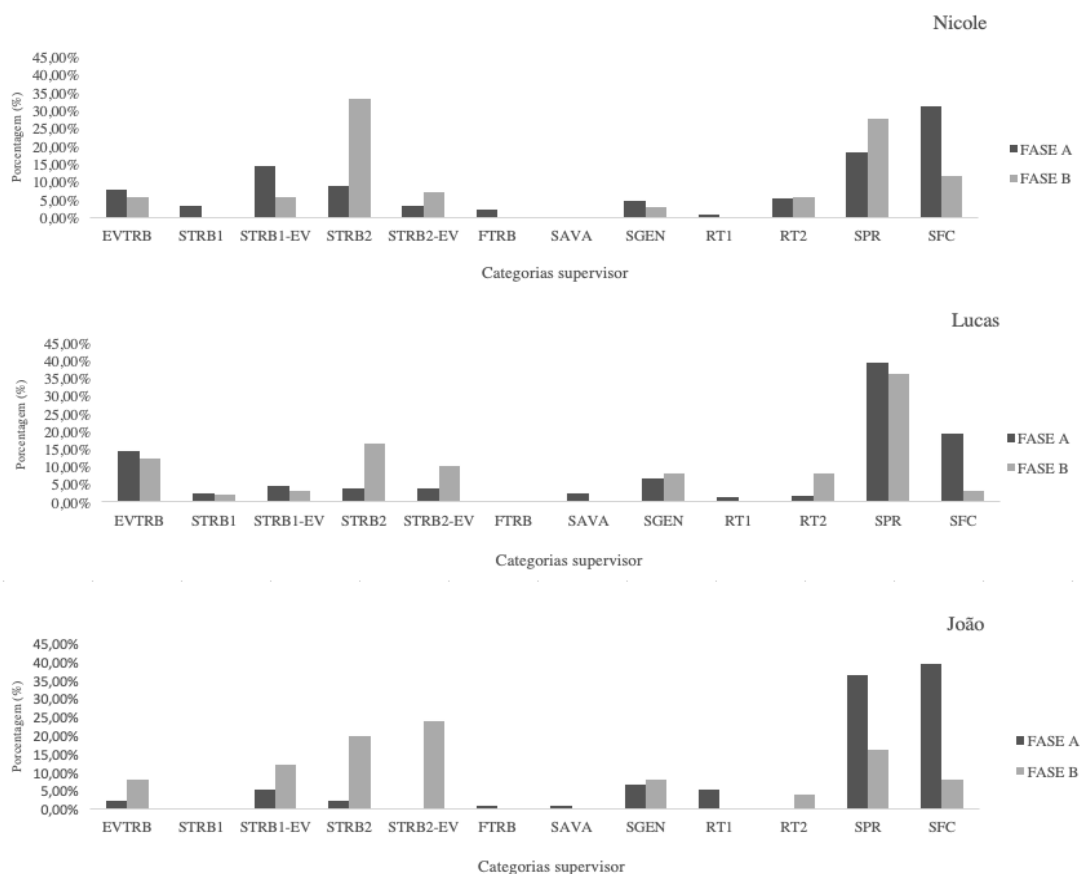 Nicole
Porcentagem (%)
45,00%
40,00%
35,00%
30,00%
25,00%
20,00%
15,00%
10,00%
5,00%
0,00%
EVTRB STRB1 STRB1-EV STRB2 STRB2-EV FTRB SAVA SGEN RT1 RT2 SPR SFC
Categorias supervisor
FASE A
FASE B
Lucas
Porcentagem (%)
45,00%
40,00%
35,00%
30,00%
25,00%
20,00%
15,00%
10,00%
5,00%
0,00%
EVTRB STRB1 STRB1-EV STRB2 STRB2-EV FTRB SAVA SGEN RT1 RT2 SPR SFC
Categorias supervisor
FASE A
FASE B
João
Porcentagem (%)
45,00%
40,00%
35,00%
30,00%
25,00%
20,00%
15,00%
10,00%
5,00%
0,00%
EVTRB STRB1 STRB1-EV STRB2 STRB2-EV FTRB SAVA SGEN RT1 RT2 SPR SFC
Categorias supervisor
FASE A
FASE B